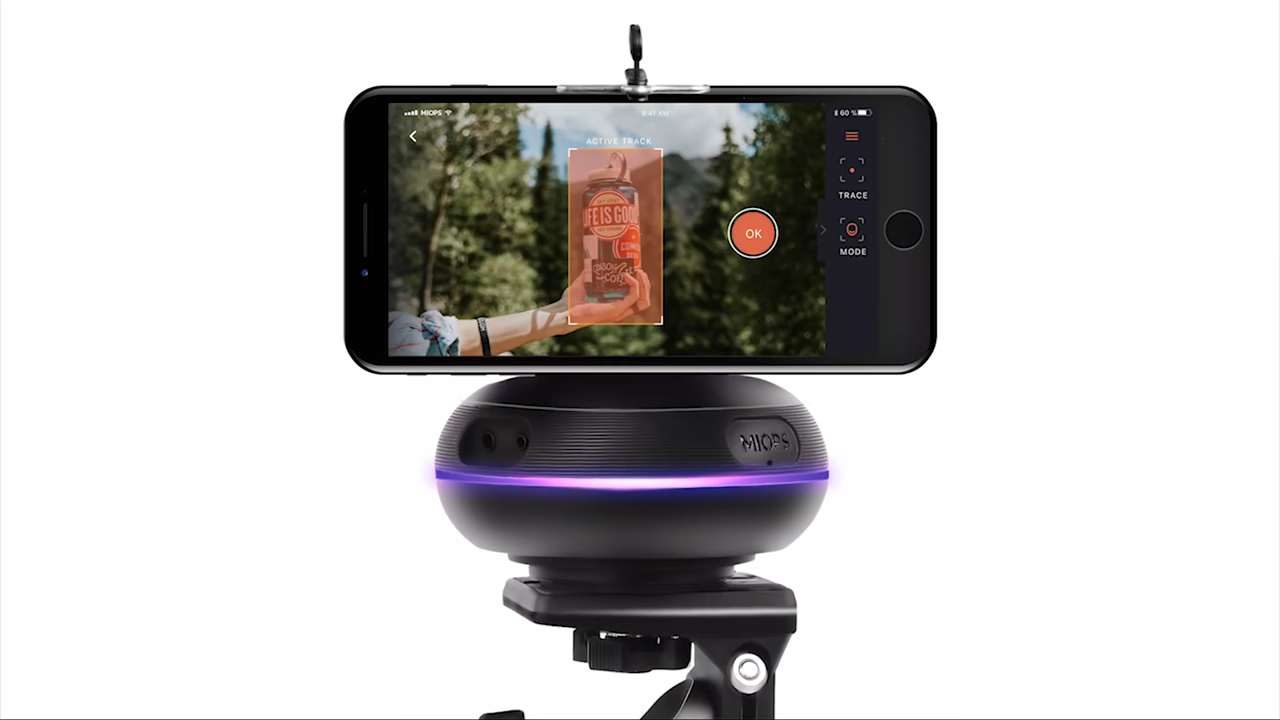 MIOPS
9:41 AM
60 %
ACTIVE TRACK
LIFE IS GOOD
OK
TRACE
MODE
MIOPS